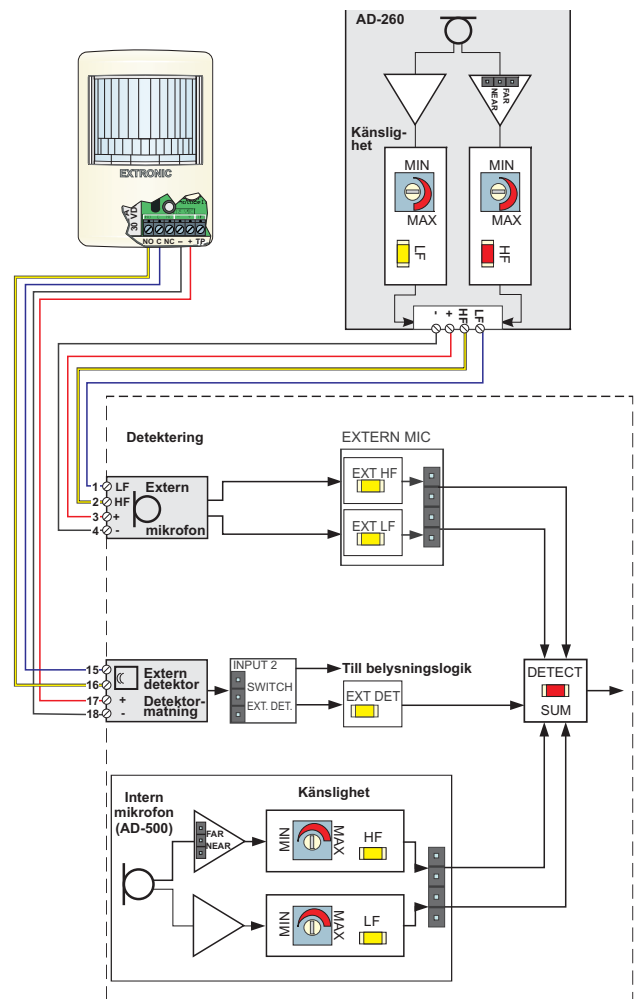 AD-260
NEAR
FAR
Känslig-
het
MIN
MAX
LF
MIN
MAX
HF
- + HF LF
EXTRONIC
30 VD
NO C NC - + TP
Detektering
EXTERN MIC
1 LF
2 HF
3 +
4 -
Extern
mikrofon
EXT HF
EXT LF
15
16
17 +
18 -
Extern
detektor
Detektor-
matning
INPUT 2
SWITCH
EXT. DET.
Till belysningslogik
EXT DET
DETECT
SUM
Intern
mikrofon
(AD-500)
Känslighet
FAR
NEAR
MIN
MAX
HF
MIN
MAX
LF